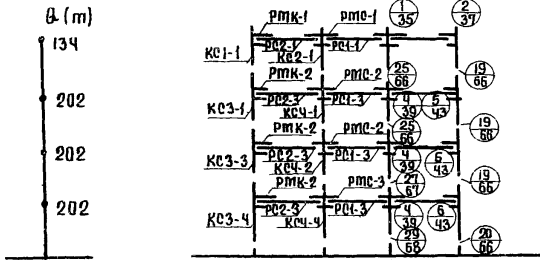 Q (т)
134
202
202
202
РМК-1
РМС-1
1
35
2
37
КС1-1
РС2-1
КС2-1
РС1-1
РМК-2
РМС-2
25
66
19
66
КС3-1
РС2-3
КС4-1
РС1-3
4
39
5
43
РМК-2
РМС-2
25
66
19
66
КС3-3
РС2-3
КС4-2
РС1-3
4
39
6
43
РМК-2
РМС-3
27
67
19
66
КС3-4
РС2-3
КС4-4
РС1-3
4
39
6
43
29
68
20
66